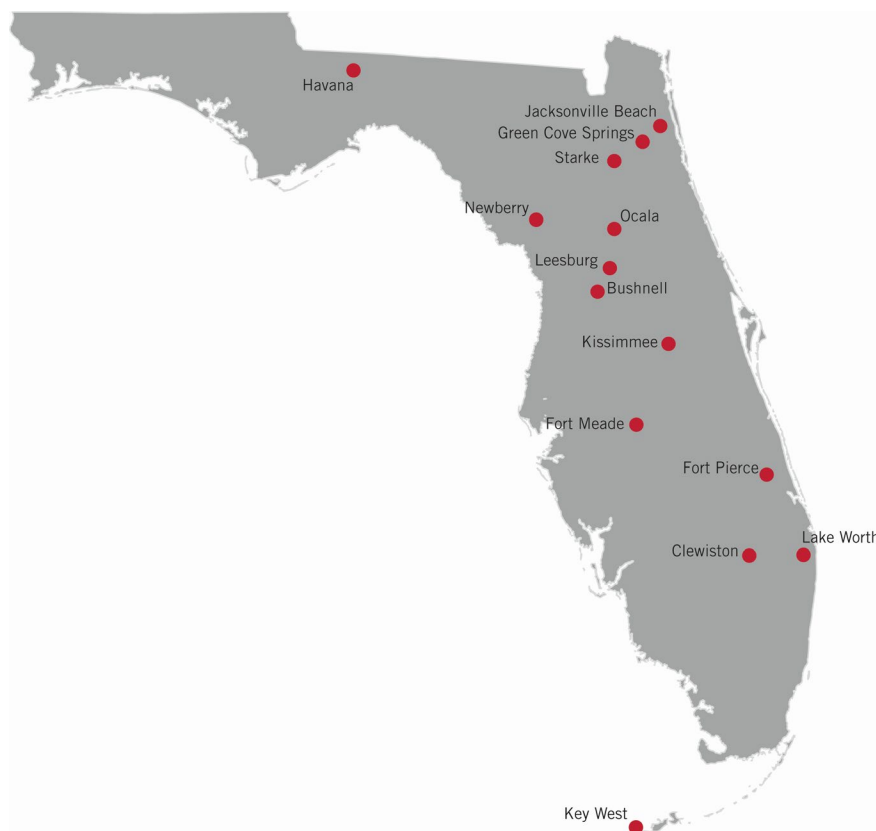 Havana
Jacksonville Beach
Green Cove Springs
Starke
Newberry
Ocala
Leesburg
Bushnell
Kissimmee
Fort Meade
Fort Pierce
Lake Worth
Clewiston
Key West